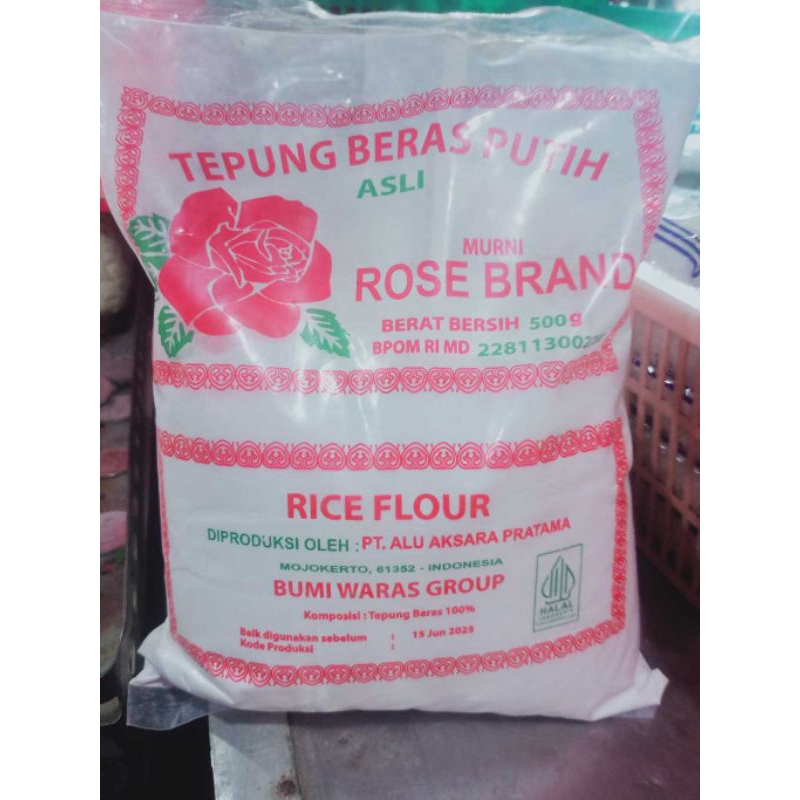 TEPUNG BERAS PUTIH
ASLI
MURNI
ROSE BRAND
BERAT BERSIH 500 g
BPOM RI MD
RICE FLOUR
DIPRODUKSI OLEH : PT. ALU AKSARA PRATAMA
MOJOKERTO, 61352 - INDONESIA
BUMI WARAS GROUP
Komposisi : Tepung Beras 100%
Baik digunakan sebelum : 15 Jun 2025
Kode Produksi :
HALAL
INDONESIA